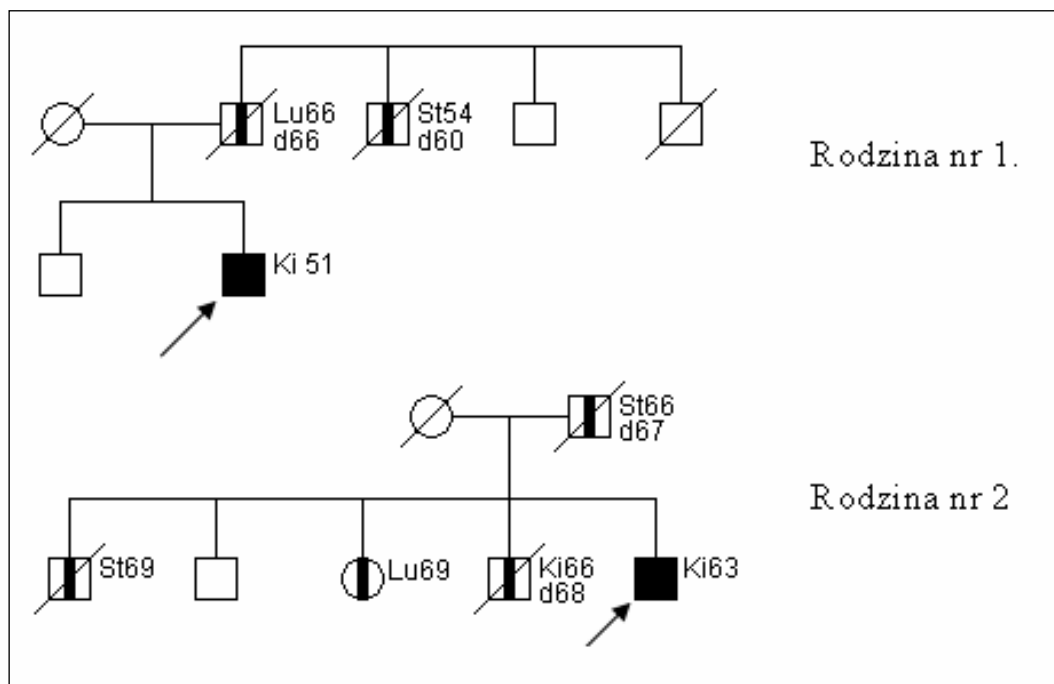 Lu66
d66
St54
d60
Rodzina nr 1.
Ki 51
St66
d67
Rodzina nr 2
St69
Lu69
Ki66
d68
Ki63